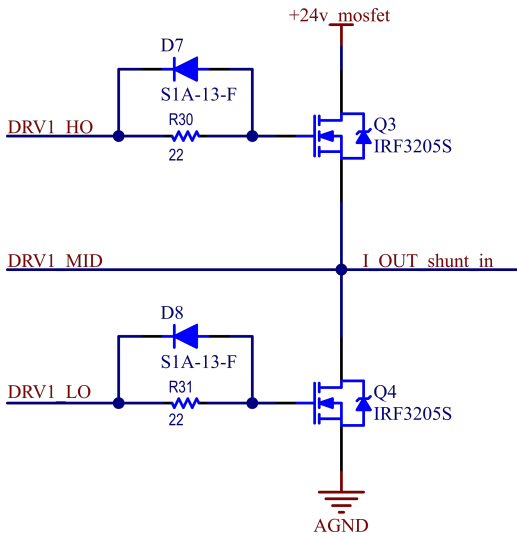 +24v_mosfet
D7
S1A-13-F
R30
22
DRV1_HO
Q3
IRF3205S
DRV1_MID
I_OUT_shunt_in
D8
S1A-13-F
R31
22
DRV1_LO
Q4
IRF3205S
AGND